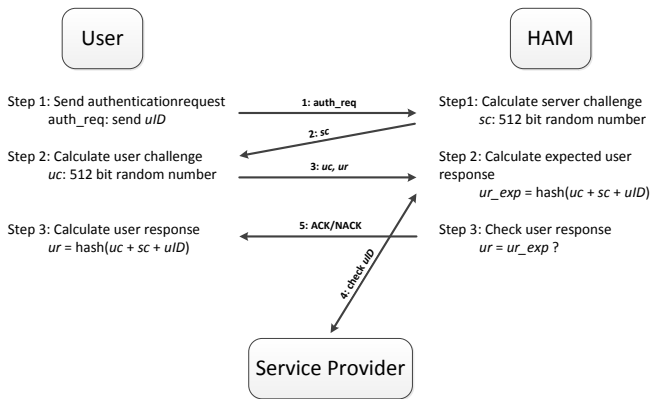 User
HAM
Step 1: Send authenticationrequest
auth_req: send uID
1: auth_req
Step1: Calculate server challenge
sc: 512 bit random number
2: sc
Step 2: Calculate user challenge
uc: 512 bit random number
3: uc, ur
Step 2: Calculate expected user
response
ur_exp = hash(uc + sc + uID)
Step 3: Calculate user response
ur = hash(uc + sc + uID)
5: ACK/NACK
Step 3: Check user response
ur = ur_exp ?
4: check uID
Service Provider